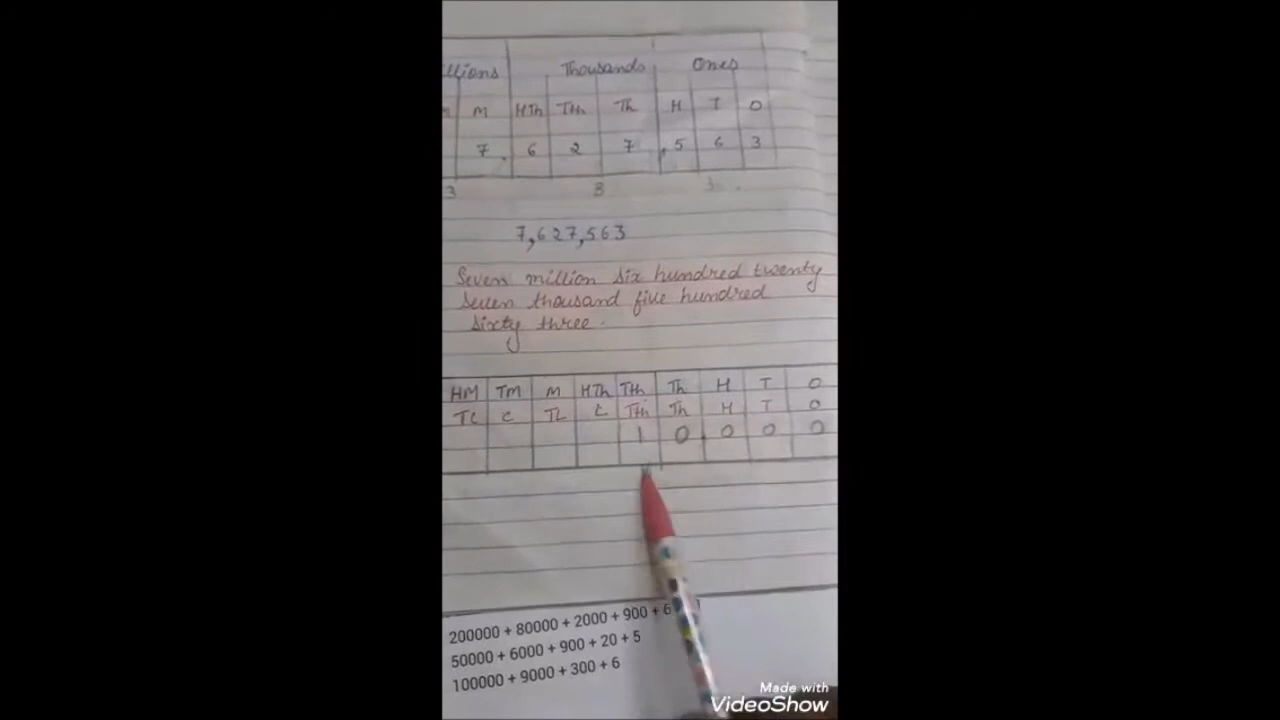 illions Thousands Ones
M HTh TTh Th H T O
7, 6 2 7, 5 6 3
3 3 3
7,627,563
Seven million six hundred twenty
seven thousand five hundred
sixty three.
HM TM M HTh TTh Th H T O
TC C TL L TTh Th H T O
1 0, 0 0 0
200000 + 80000 + 2000 + 900 + 6
50000 + 6000 + 900 + 20 + 5
100000 + 9000 + 300 + 6
Made with
VideoShow